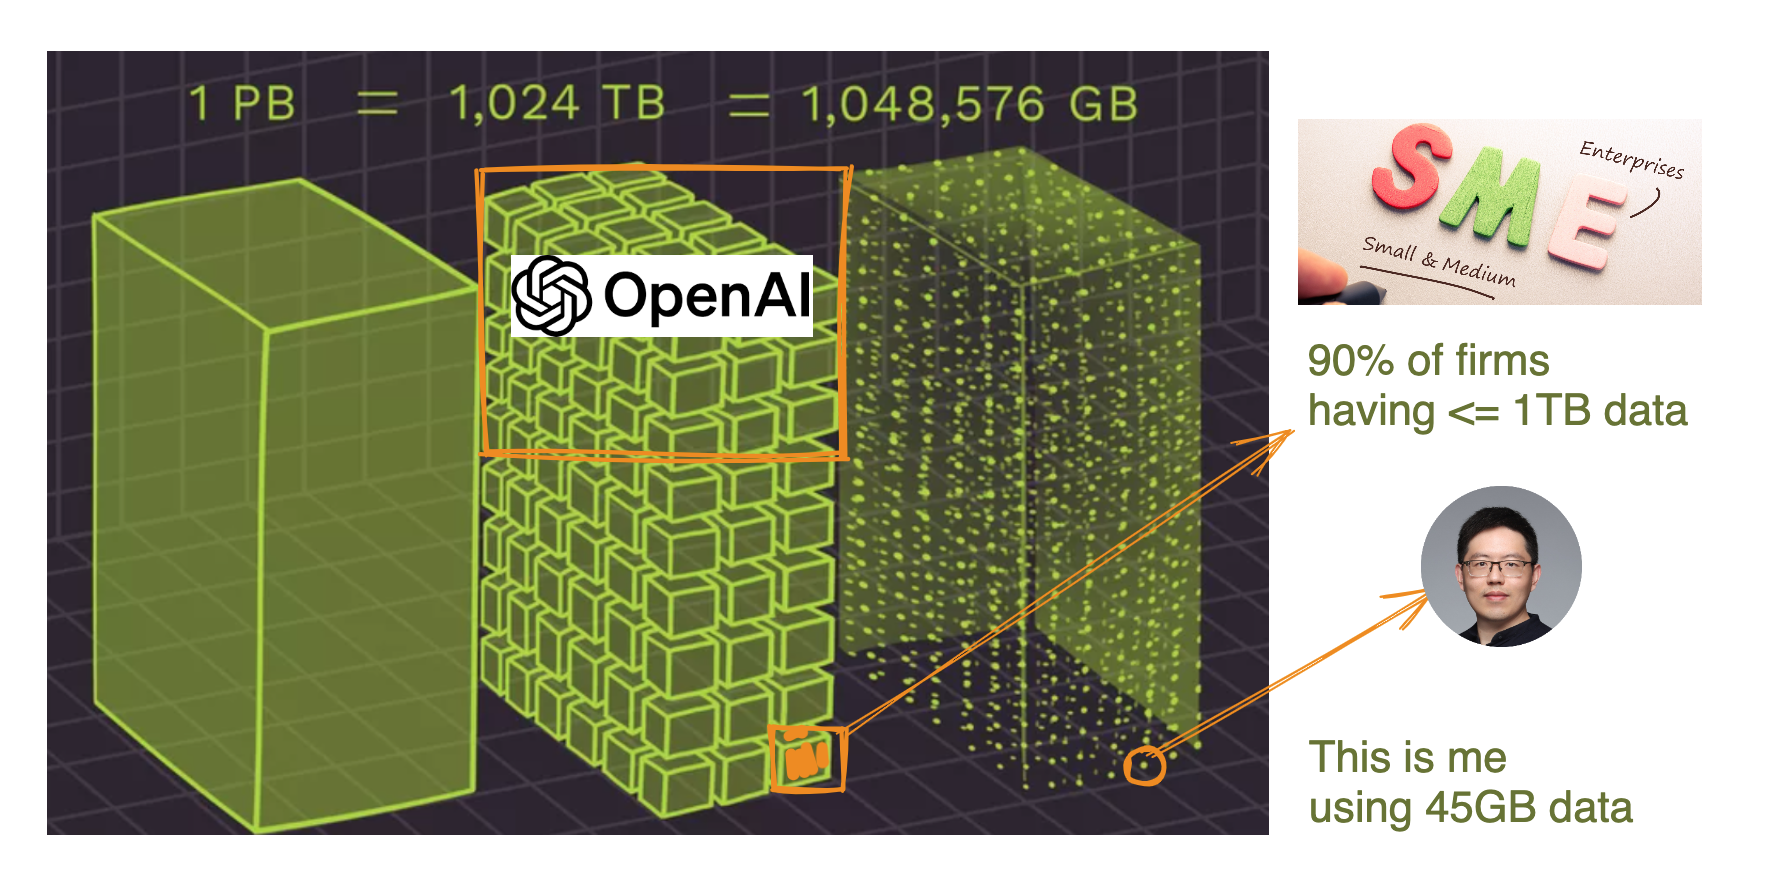 1 PB = 1,024 TB = 1,048,576 GB
OpenAI
SME
Enterprises
Small & Medium
90% of firms
having <= 1TB data
This is me
using 45GB data